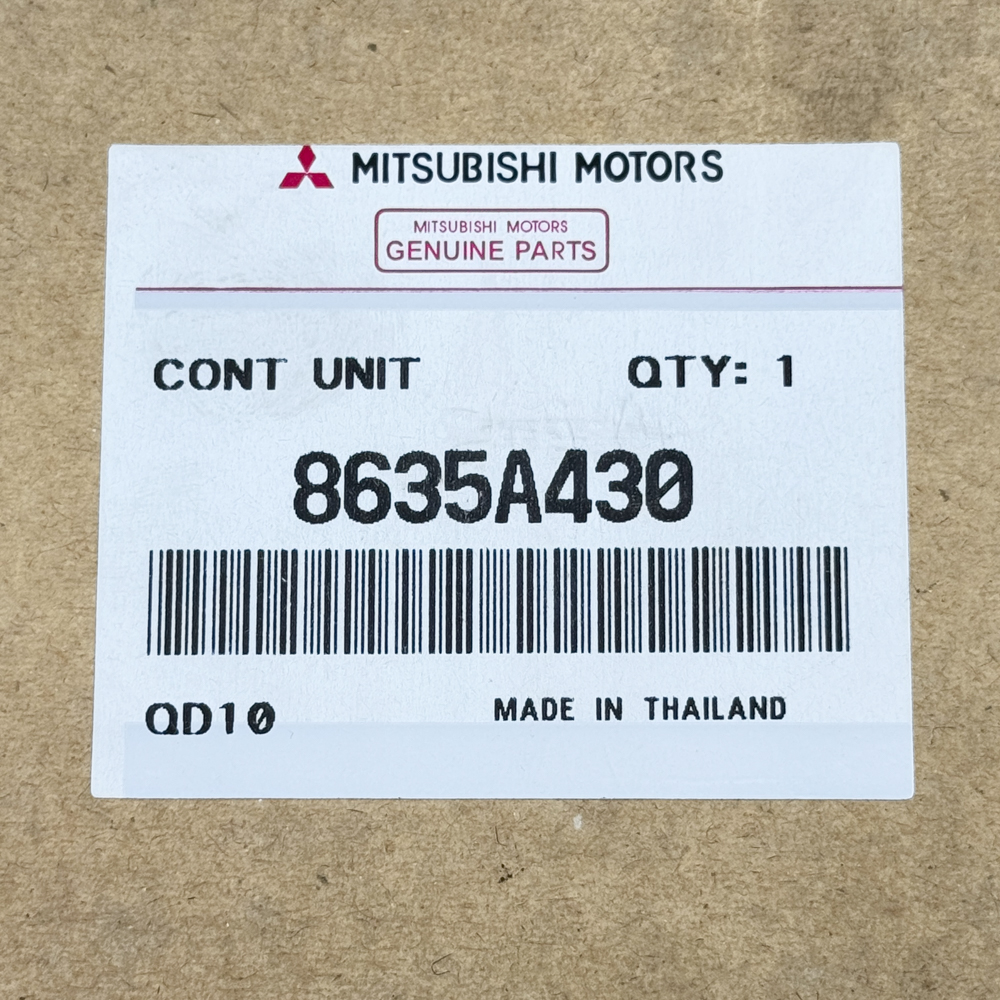 MITSUBISHI MOTORS
MITSUBISHI MOTORS
GENUINE PARTS
CONT UNIT QTY: 1
8635A430
QD10 MADE IN THAILAND